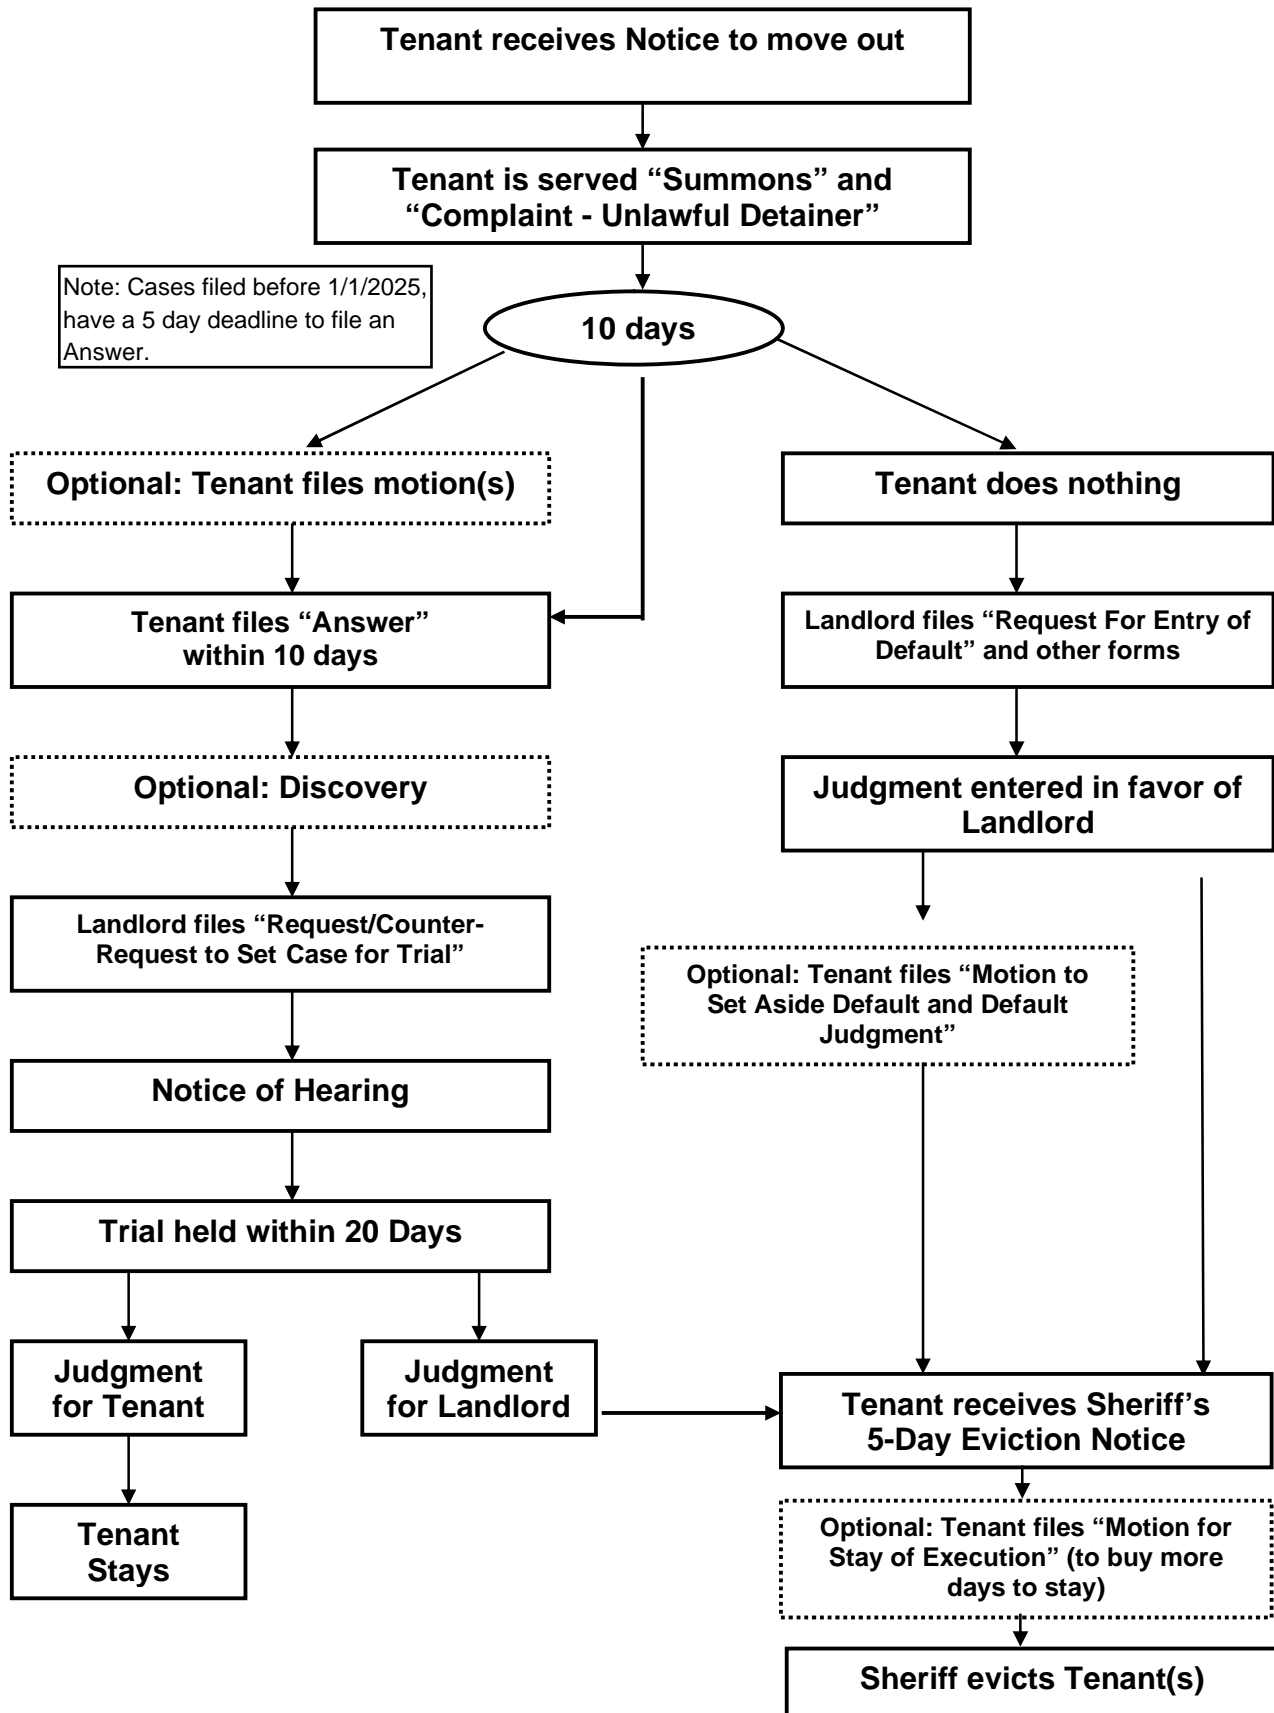 Tenant receives Notice to move out
Tenant is served “Summons” and
“Complaint - Unlawful Detainer”
Note: Cases filed before 1/1/2025,
have a 5 day deadline to file an
Answer.
10 days
Optional: Tenant files motion(s)
Tenant does nothing
Tenant files “Answer”
within 10 days
Landlord files “Request For Entry of
Default” and other forms
Optional: Discovery
Judgment entered in favor of
Landlord
Landlord files “Request/Counter-
Request to Set Case for Trial”
Optional: Tenant files “Motion to
Set Aside Default and Default
Judgment”
Notice of Hearing
Trial held within 20 Days
Judgment
for Tenant
Judgment
for Landlord
Tenant receives Sheriff’s
5-Day Eviction Notice
Tenant
Stays
Optional: Tenant files “Motion for
Stay of Execution” (to buy more
days to stay)
Sheriff evicts Tenant(s)